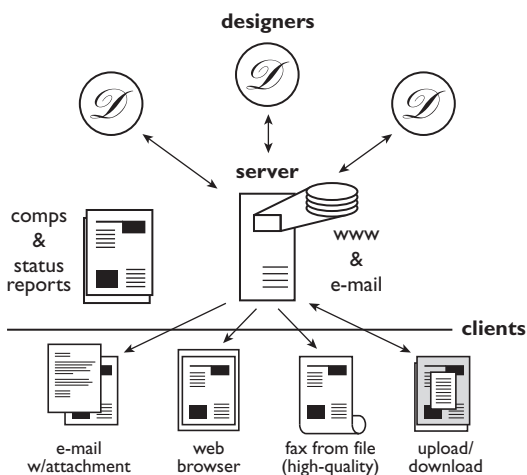 designers
D
D
D
server
comps
&
status
reports
www
&
e-mail
clients
e-mail
w/attachment
web
browser
fax from file
(high-quality)
upload/
download